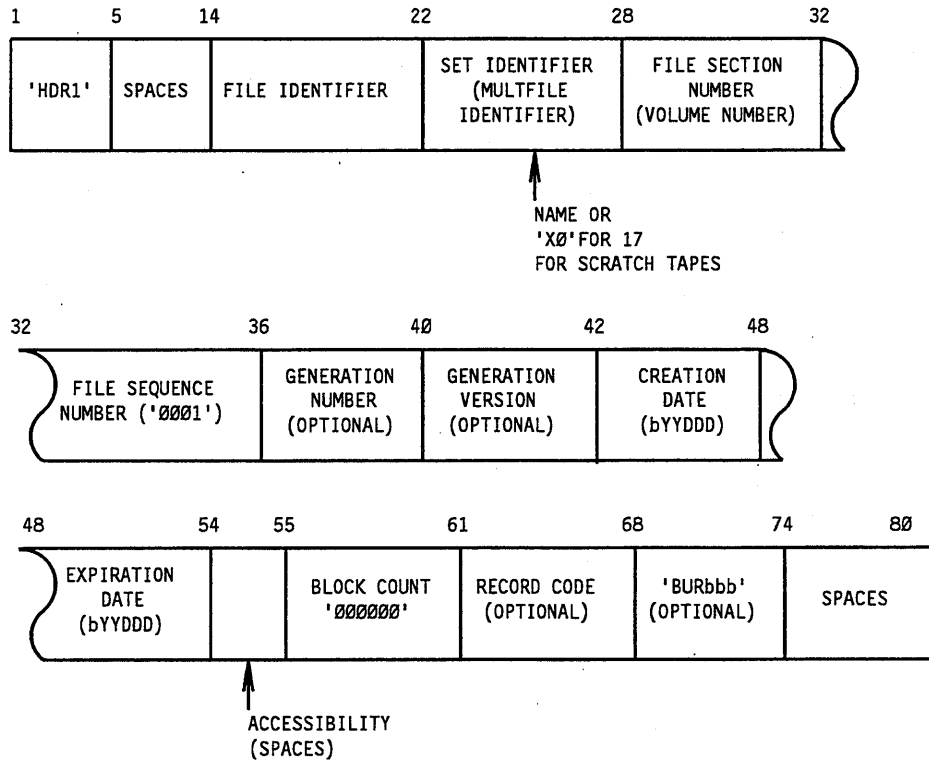 1 5 14 22 28 32
'HDR1' SPACES FILE IDENTIFIER SET IDENTIFIER (MULTFILE IDENTIFIER) FILE SECTION NUMBER (VOLUME NUMBER)
NAME OR
'XØ'FOR 17
FOR SCRATCH TAPES
32 36 40 42 48
FILE SEQUENCE NUMBER ('ØØØ1') GENERATION NUMBER (OPTIONAL) GENERATION VERSION (OPTIONAL) CREATION DATE (bYYDDD)
48 54 55 61 68 74 80
EXPIRATION DATE (bYYDDD) BLOCK COUNT 'ØØØØØØ' RECORD CODE (OPTIONAL) 'BURbbb' (OPTIONAL) SPACES
ACCESSIBILITY
(SPACES)